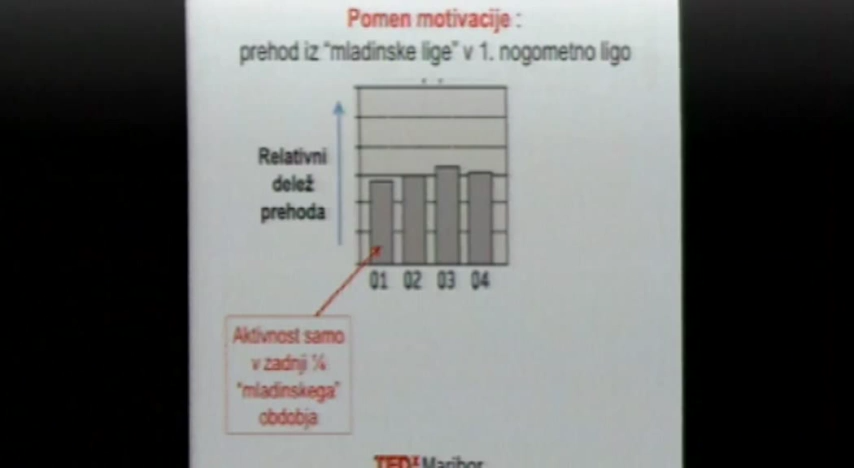 Pomen motivacije :
prehod iz "mladinske lige" v 1. nogometno ligo
Relativni
delež
prehoda
Q1 Q2 Q3 Q4
Aktivnost samo
v zadnji ¼
"mladinskega"
obdobja
TEDx Maribor